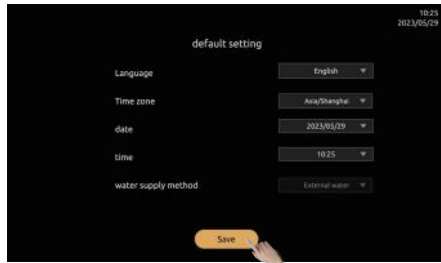 10:25
2023/05/29
default setting
Language English
Time zone Asia/Shanghai
date 2023/05/29
time 10:25
water supply method External water
Save